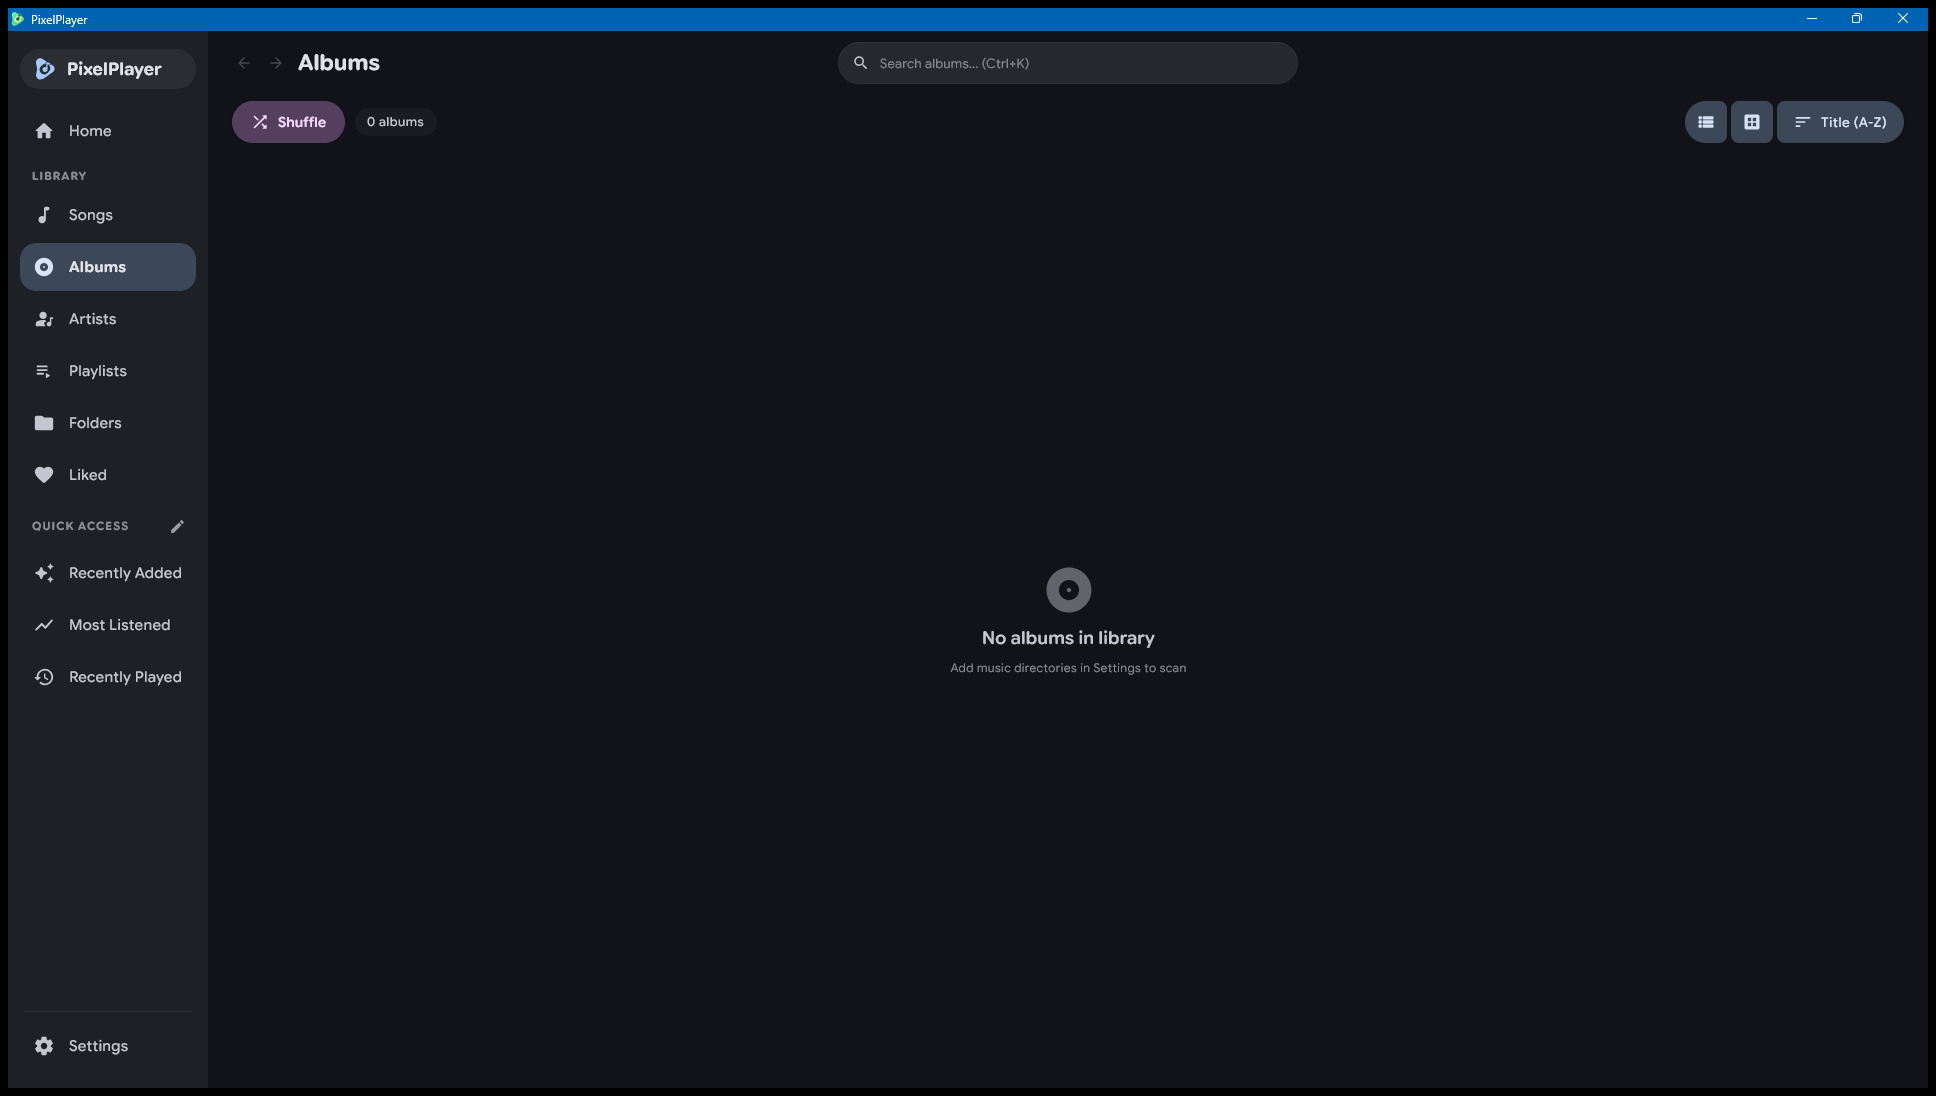 PixelPlayer
PixelPlayer
Albums
Search albums... (Ctrl+K)
Shuffle
0 albums
Title (A-Z)
Home
LIBRARY
Songs
Albums
Artists
Playlists
Folders
Liked
QUICK ACCESS
Recently Added
Most Listened
Recently Played
No albums in library
Add music directories in Settings to scan
Settings